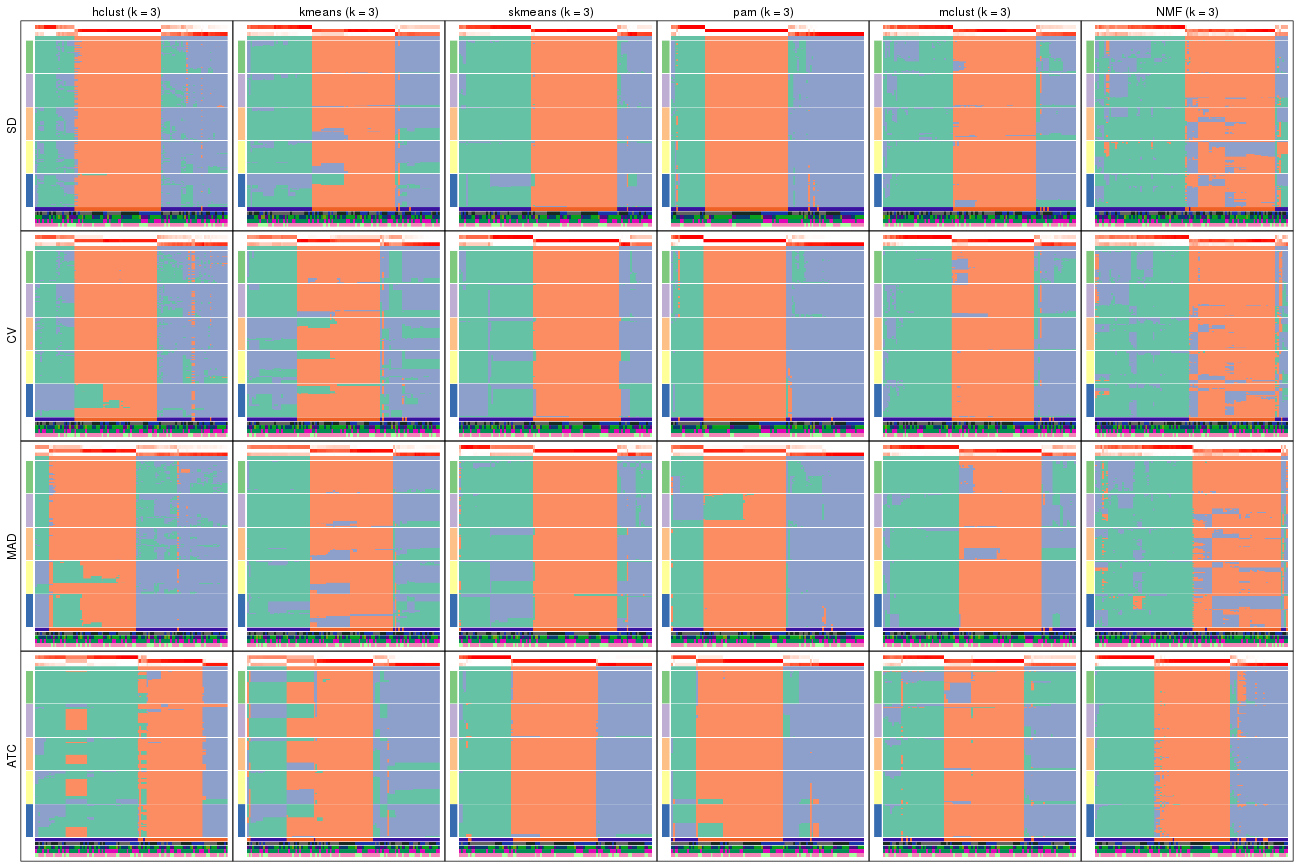 hclust (k = 3)
kmeans (k = 3)
skmeans (k = 3)
pam (k = 3)
mclust (k = 3)
NMF (k = 3)
SD
CV
MAD
ATC